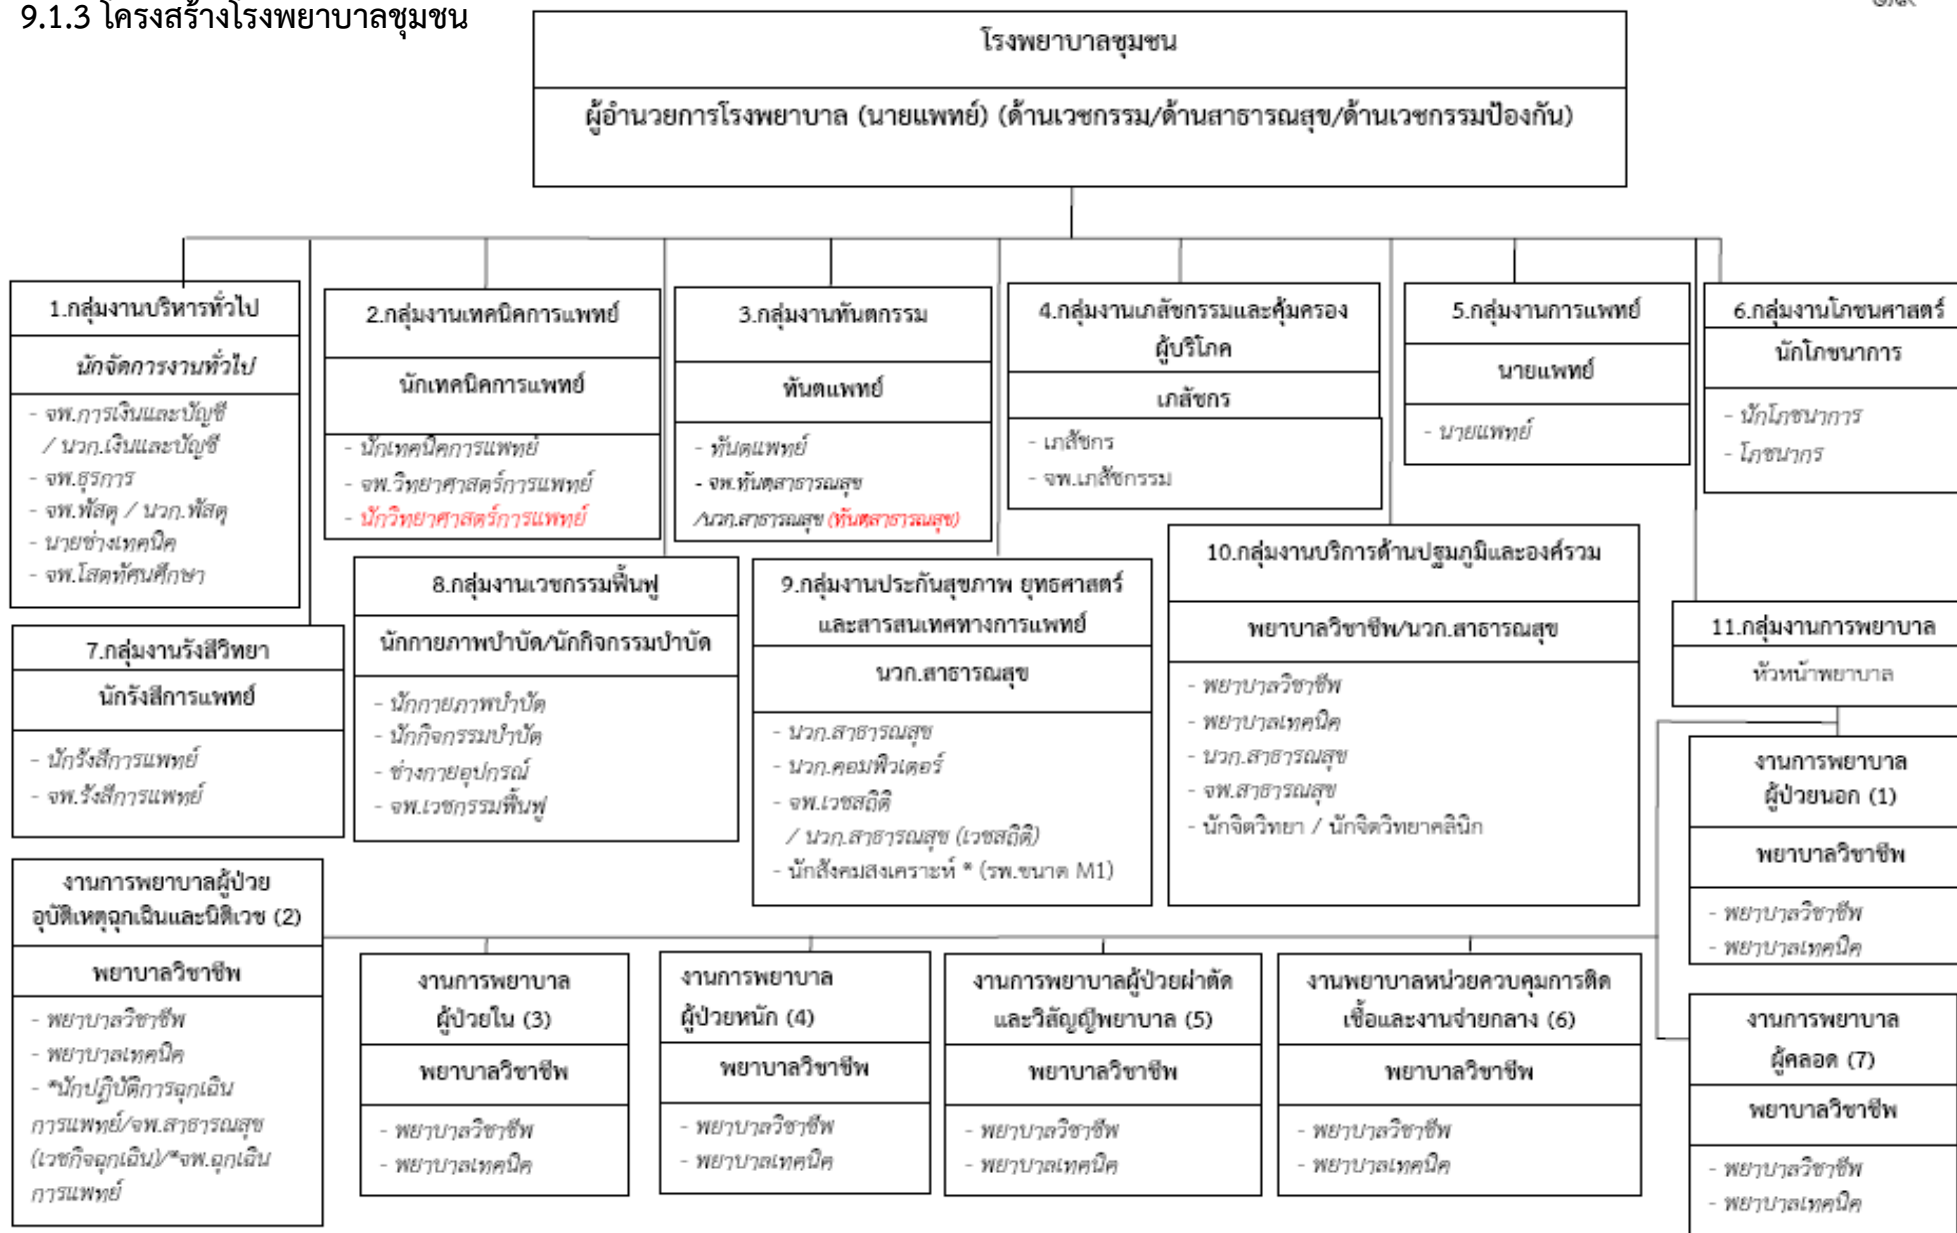 9.1.3 โครงสร้างโรงพยาบาลชุมชน
โรงพยาบาลชุมชน
ผู้อำนวยการโรงพยาบาล (นายแพทย์) (ด้านเวชกรรม/ด้านสาธารณสุข/ด้านเวชกรรมป้องกัน)
1.กลุ่มงานบริหารทั่วไป
นักจัดการงานทั่วไป
- จพ.การเงินและบัญชี
/ นวก.เงินและบัญชี
- จพ.ธุรการ
- จพ.พัสดุ / นวก.พัสดุ
- นายช่างเทคนิค
- จพ.โสตทัศนศึกษา
2.กลุ่มงานเทคนิคการแพทย์
นักเทคนิคการแพทย์
- นักเทคนิคการแพทย์
- จพ.วิทยาศาสตร์การแพทย์
- นักวิทยาศาสตร์การแพทย์
3.กลุ่มงานทันตกรรม
ทันตแพทย์
- ทันตแพทย์
- จพ.ทันตสาธารณสุข
/นวก.สาธารณสุข (ทันตสาธารณสุข)
4.กลุ่มงานเภสัชกรรมและคุ้มครอง
ผู้บริโภค
เภสัชกร
- เภสัชกร
- จพ.เภสัชกรรม
5.กลุ่มงานการแพทย์
นายแพทย์
- นายแพทย์
6.กลุ่มงานโภชนศาสตร์
นักโภชนาการ
- นักโภชนาการ
- โภชนากร
7.กลุ่มงานรังสีวิทยา
นักรังสีการแพทย์
- นักรังสีการแพทย์
- จพ.รังสีการแพทย์
8.กลุ่มงานเวชกรรมฟื้นฟู
นักกายภาพบำบัด/นักกิจกรรมบำบัด
- นักกายภาพบำบัด
- นักกิจกรรมบำบัด
- ช่างกายอุปกรณ์
- จพ.เวชกรรมฟื้นฟู
9.กลุ่มงานประกันสุขภาพ ยุทธศาสตร์
และสารสนเทศทางการแพทย์
นวก.สาธารณสุข
- นวก.สาธารณสุข
- นวก.คอมพิวเตอร์
- จพ.เวชสถิติ
/ นวก.สาธารณสุข (เวชสถิติ)
- นักสังคมสงเคราะห์ * (รพ.ขนาด M1)
10.กลุ่มงานบริการด้านปฐมภูมิและองค์รวม
พยาบาลวิชาชีพ/นวก.สาธารณสุข
- พยาบาลวิชาชีพ
- พยาบาลเทคนิค
- นวก.สาธารณสุข
- จพ.สาธารณสุข
- นักจิตวิทยา / นักจิตวิทยาคลินิก
11.กลุ่มงานการพยาบาล
หัวหน้าพยาบาล
งานการพยาบาล
ผู้ป่วยนอก (1)
พยาบาลวิชาชีพ
- พยาบาลวิชาชีพ
- พยาบาลเทคนิค
งานการพยาบาลผู้ป่วย
อุบัติเหตุฉุกเฉินและนิติเวช (2)
พยาบาลวิชาชีพ
- พยาบาลวิชาชีพ
- พยาบาลเทคนิค
- *นักปฏิบัติการฉุกเฉิน
การแพทย์/จพ.สาธารณสุข
(เวชกิจฉุกเฉิน)/*จพ.ฉุกเฉิน
การแพทย์
งานการพยาบาล
ผู้ป่วยใน (3)
พยาบาลวิชาชีพ
- พยาบาลวิชาชีพ
- พยาบาลเทคนิค
งานการพยาบาล
ผู้ป่วยหนัก (4)
พยาบาลวิชาชีพ
- พยาบาลวิชาชีพ
- พยาบาลเทคนิค
งานการพยาบาลผู้ป่วยผ่าตัด
และวิสัญญีพยาบาล (5)
พยาบาลวิชาชีพ
- พยาบาลวิชาชีพ
- พยาบาลเทคนิค
งานพยาบาลหน่วยควบคุมการติด
เชื้อและงานจ่ายกลาง (6)
พยาบาลวิชาชีพ
- พยาบาลวิชาชีพ
- พยาบาลเทคนิค
งานการพยาบาล
ผู้คลอด (7)
พยาบาลวิชาชีพ
- พยาบาลวิชาชีพ
- พยาบาลเทคนิค